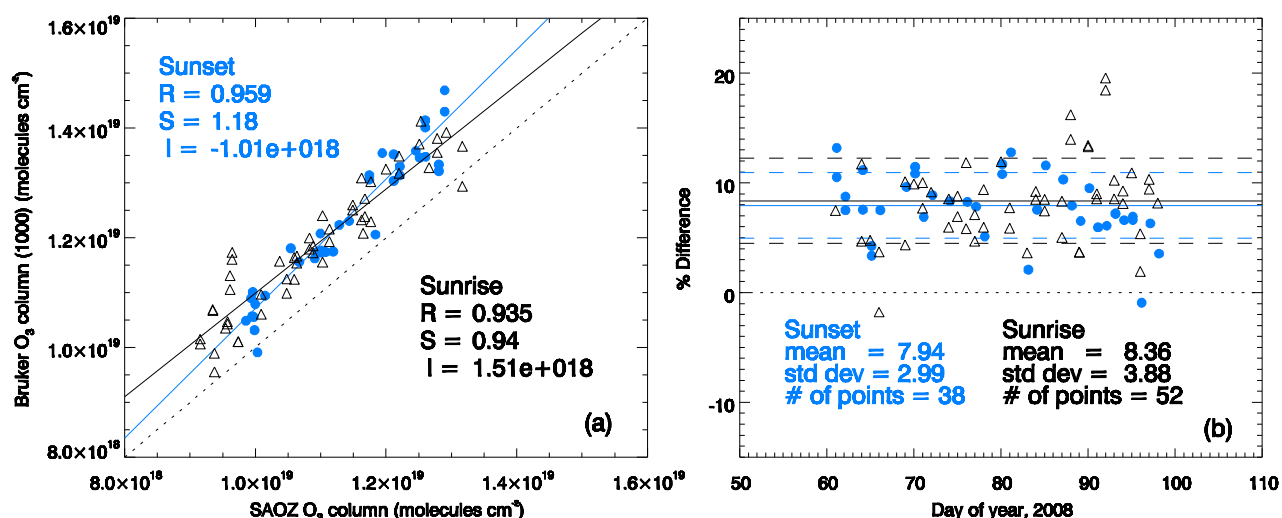 1.6×10¹⁹
1.4×10¹⁹
1.2×10¹⁹
1.0×10¹⁹
8.0×10¹⁸
Bruker O₃ column (1000) (molecules cm⁻²)
Sunset
R = 0.959
S = 1.18
I = -1.01e+018
Sunrise
R = 0.935
S = 0.94
I = 1.51e+018
(a)
8.0×10¹⁸ 1.0×10¹⁹ 1.2×10¹⁹ 1.4×10¹⁹ 1.6×10¹⁹
SAOZ O₃ column (molecules cm⁻²)
20
10
0
-10
% Difference
Sunset
mean = 7.94
std dev = 2.99
# of points = 38
Sunrise
mean = 8.36
std dev = 3.88
# of points = 52
(b)
50 60 70 80 90 100 110
Day of year, 2008